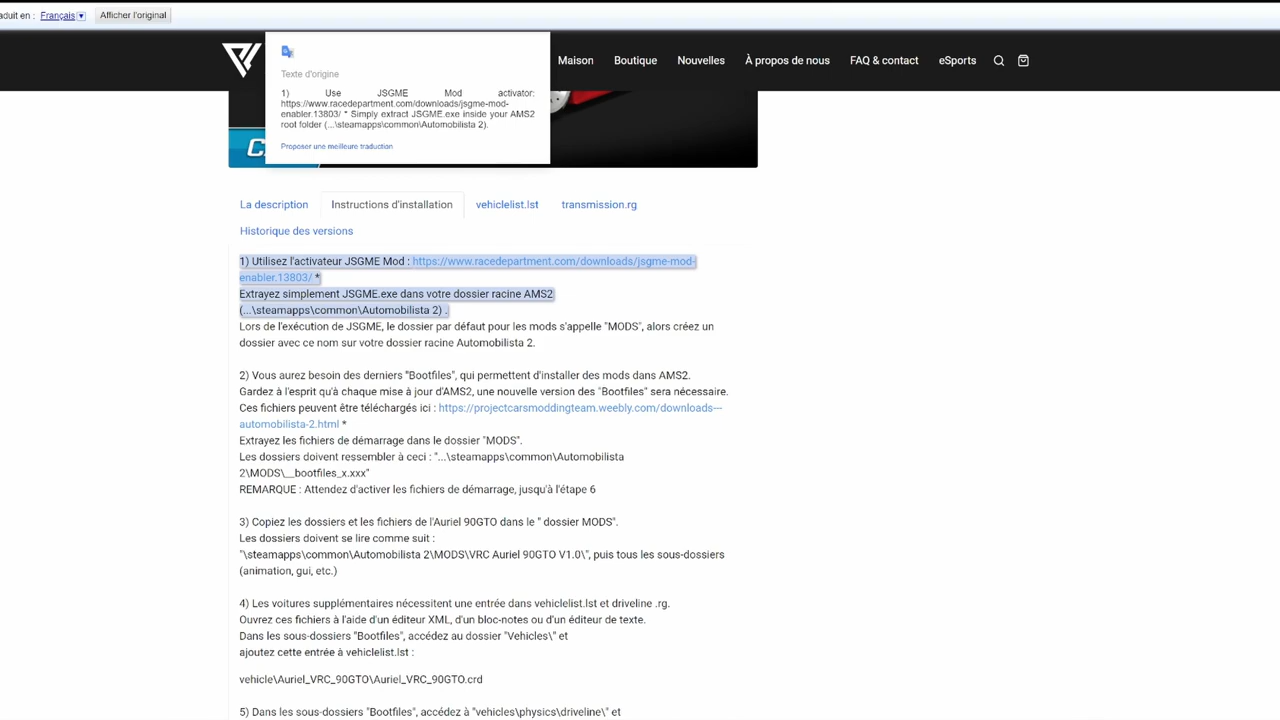 aduit en : Français
Afficher l'original
Texte d'origine
1) Use JSGME Mod activator:
https://www.racedepartment.com/downloads/jsgme-mod-
enabler.13803/ * Simply extract JSGME.exe inside your AMS2
root folder (...\steamapps\common\Automobilista 2).
Proposer une meilleure traduction
Maison
Boutique
Nouvelles
À propos de nous
FAQ & contact
eSports
La description
Instructions d'installation
vehiclelist.lst
transmission.rg
Historique des versions
1) Utilisez l'activateur JSGME Mod : https://www.racedepartment.com/downloads/jsgme-mod-
enabler.13803/ *
Extrayez simplement JSGME.exe dans votre dossier racine AMS2
(...\steamapps\common\Automobilista 2) .
Lors de l'exécution de JSGME, le dossier par défaut pour les mods s'appelle "MODS", alors créez un
dossier avec ce nom sur votre dossier racine Automobilista 2.
2) Vous aurez besoin des derniers "Bootfiles", qui permettent d'installer des mods dans AMS2.
Gardez à l'esprit qu'à chaque mise à jour d'AMS2, une nouvelle version des "Bootfiles" sera nécessaire.
Ces fichiers peuvent être téléchargés ici : https://projectcarsmoddingteam.weebly.com/downloads---
automobilista-2.html *
Extrayez les fichiers de démarrage dans le dossier "MODS".
Les dossiers doivent ressembler à ceci : "...\steamapps\common\Automobilista
2\MODS\__bootfiles_x.xxx"
REMARQUE : Attendez d'activer les fichiers de démarrage, jusqu'à l'étape 6
3) Copiez les dossiers et les fichiers de l'Auriel 90GTO dans le " dossier MODS".
Les dossiers doivent se lire comme suit :
"\steamapps\common\Automobilista 2\MODS\VRC Auriel 90GTO V1.0\", puis tous les sous-dossiers
(animation, gui, etc.)
4) Les voitures supplémentaires nécessitent une entrée dans vehiclelist.lst et driveline .rg.
Ouvrez ces fichiers à l'aide d'un éditeur XML, d'un bloc-notes ou d'un éditeur de texte.
Dans les sous-dossiers "Bootfiles", accédez au dossier "Vehicles\" et
ajoutez cette entrée à vehiclelist.lst :
vehicle\Auriel_VRC_90GTO\Auriel_VRC_90GTO.crd
5) Dans les sous-dossiers "Bootfiles", accédez à "vehicles\physics\driveline\" et